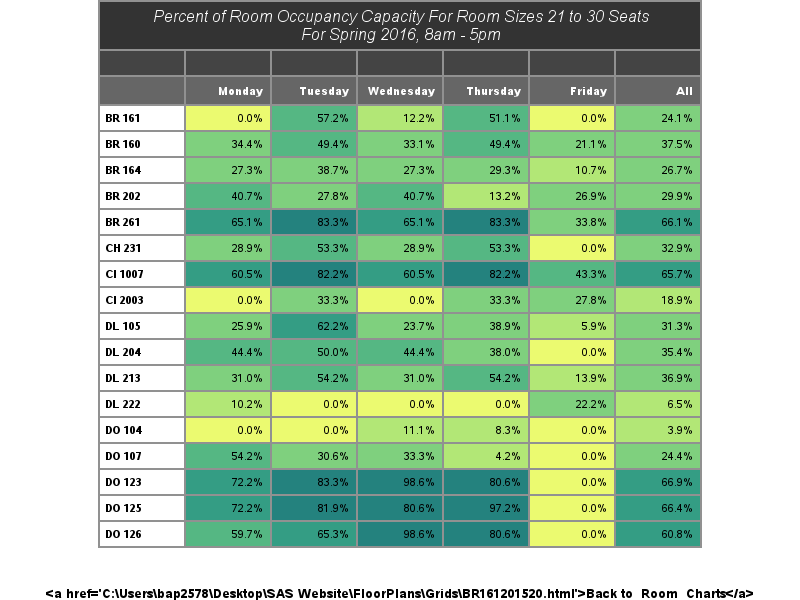 Percent of Room Occupancy Capacity For Room Sizes 21 to 30 Seats
For Spring 2016, 8am - 5pm
Monday Tuesday Wednesday Thursday Friday All
BR 161 0.0% 57.2% 12.2% 51.1% 0.0% 24.1%
BR 160 34.4% 49.4% 33.1% 49.4% 21.1% 37.5%
BR 164 27.3% 38.7% 27.3% 29.3% 10.7% 26.7%
BR 202 40.7% 27.8% 40.7% 13.2% 26.9% 29.9%
BR 261 65.1% 83.3% 65.1% 83.3% 33.8% 66.1%
CH 231 28.9% 53.3% 28.9% 53.3% 0.0% 32.9%
CI 1007 60.5% 82.2% 60.5% 82.2% 43.3% 65.7%
CI 2003 0.0% 33.3% 0.0% 33.3% 27.8% 18.9%
DL 105 25.9% 62.2% 23.7% 38.9% 5.9% 31.3%
DL 204 44.4% 50.0% 44.4% 38.0% 0.0% 35.4%
DL 213 31.0% 54.2% 31.0% 54.2% 13.9% 36.9%
DL 222 10.2% 0.0% 0.0% 0.0% 22.2% 6.5%
DO 104 0.0% 0.0% 11.1% 8.3% 0.0% 3.9%
DO 107 54.2% 30.6% 33.3% 4.2% 0.0% 24.4%
DO 123 72.2% 83.3% 98.6% 80.6% 0.0% 66.9%
DO 125 72.2% 81.9% 80.6% 97.2% 0.0% 66.4%
DO 126 59.7% 65.3% 98.6% 80.6% 0.0% 60.8%
<a href='C:\Users\bap2578\Desktop\SAS Website\FloorPlans\Grids\BR161201520.html'>Back to Room Charts</a>